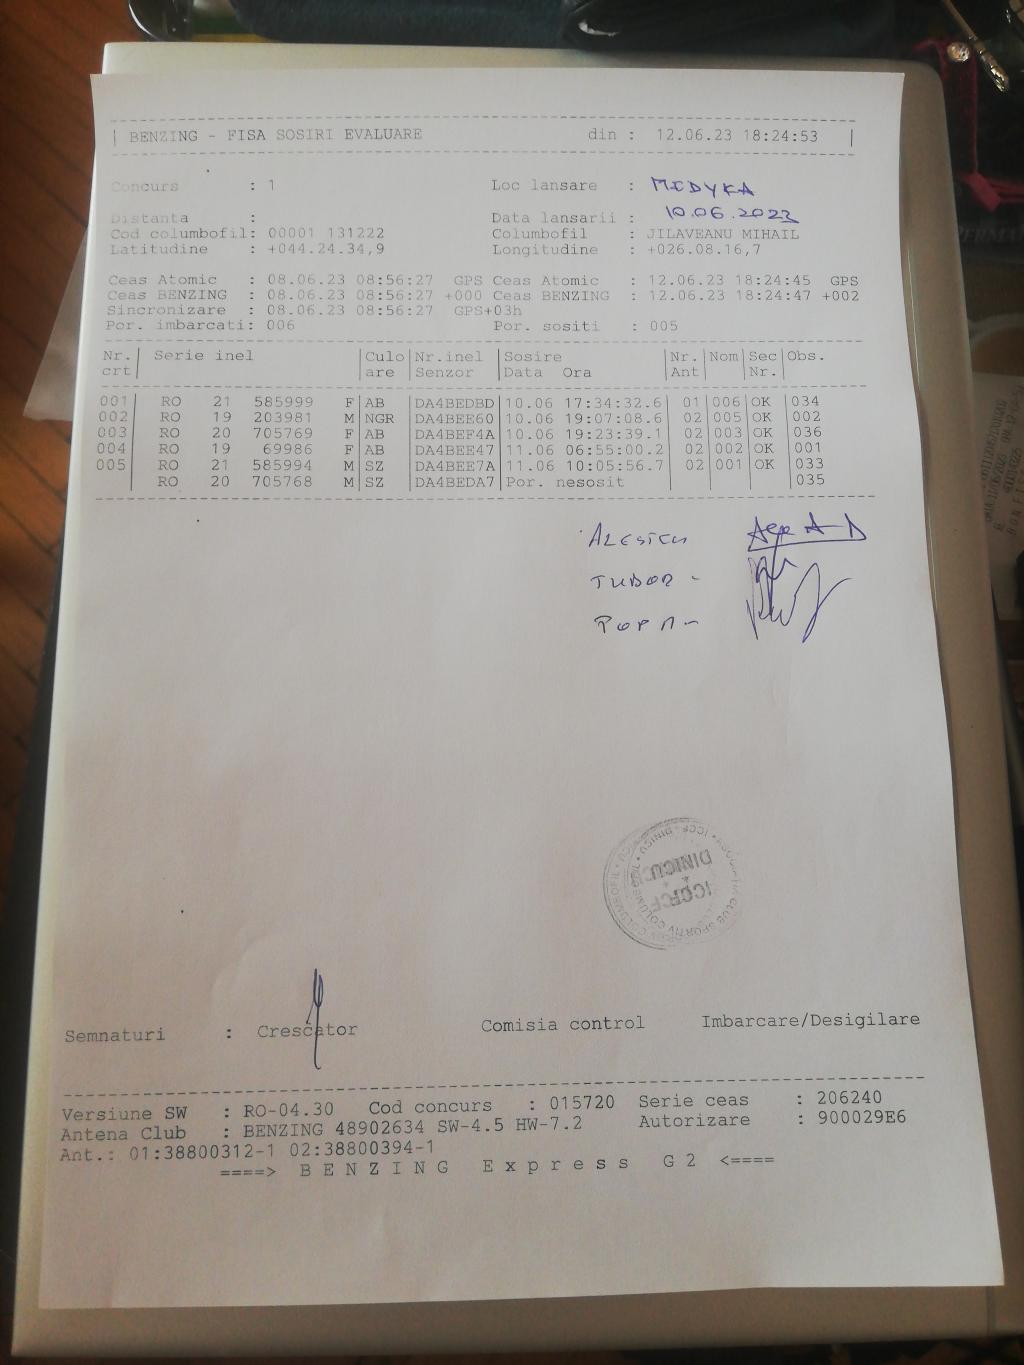 BENZING - FISA SOSIRI EVALUARE din : 12.06.23 18:24:53
Concurs : 1 Loc lansare : MEDYKA
Distanta : Data lansarii : 10.06.2023
Cod columbofil: 00001 131222 Columbofil : JILAVEANU MIHAIL
Latitudine : +044.24.34,9 Longitudine : +026.08.16,7
Ceas Atomic : 08.06.23 08:56:27 GPS Ceas Atomic : 12.06.23 18:24:45 GPS
Ceas BENZING : 08.06.23 08:56:27 +000 Ceas BENZING : 12.06.23 18:24:47 +002
Sincronizare : 08.06.23 08:56:27 GPS+03h
Por. imbarcati: 006 Por. sositi : 005
Nr. Serie inel Culo Nr.inel Sosire Nr. Nom Sec Obs.
crt are Senzor Data Ora Ant Nr.
001 RO 21 585999 F AB DA4BEDBD 10.06 17:34:32.6 01 006 OK 034
002 RO 19 203981 M NGR DA4BEE60 10.06 19:07:08.6 02 005 OK 002
003 RO 20 705769 F AB DA4BEF4A 10.06 19:23:39.1 02 003 OK 036
004 RO 19 69986 F AB DA4BEE47 11.06 06:55:00.2 02 002 OK 001
005 RO 21 585994 M SZ DA4BEE7A 11.06 10:05:56.7 02 001 OK 033
RO 20 705768 M SZ DA4BEDA7 Por. nesosit 035
TUDOR -
POPA -
DINICU
Semnaturi : Crescator Comisia control Imbarcare/Desigilare
Versiune SW : RO-04.30 Cod concurs : 015720 Serie ceas : 206240
Antena Club : BENZING 48902634 SW-4.5 HW-7.2 Autorizare : 900029E6
Ant.: 01:38800312-1 02:38800394-1
====> B E N Z I N G E x p r e s s G 2 <====